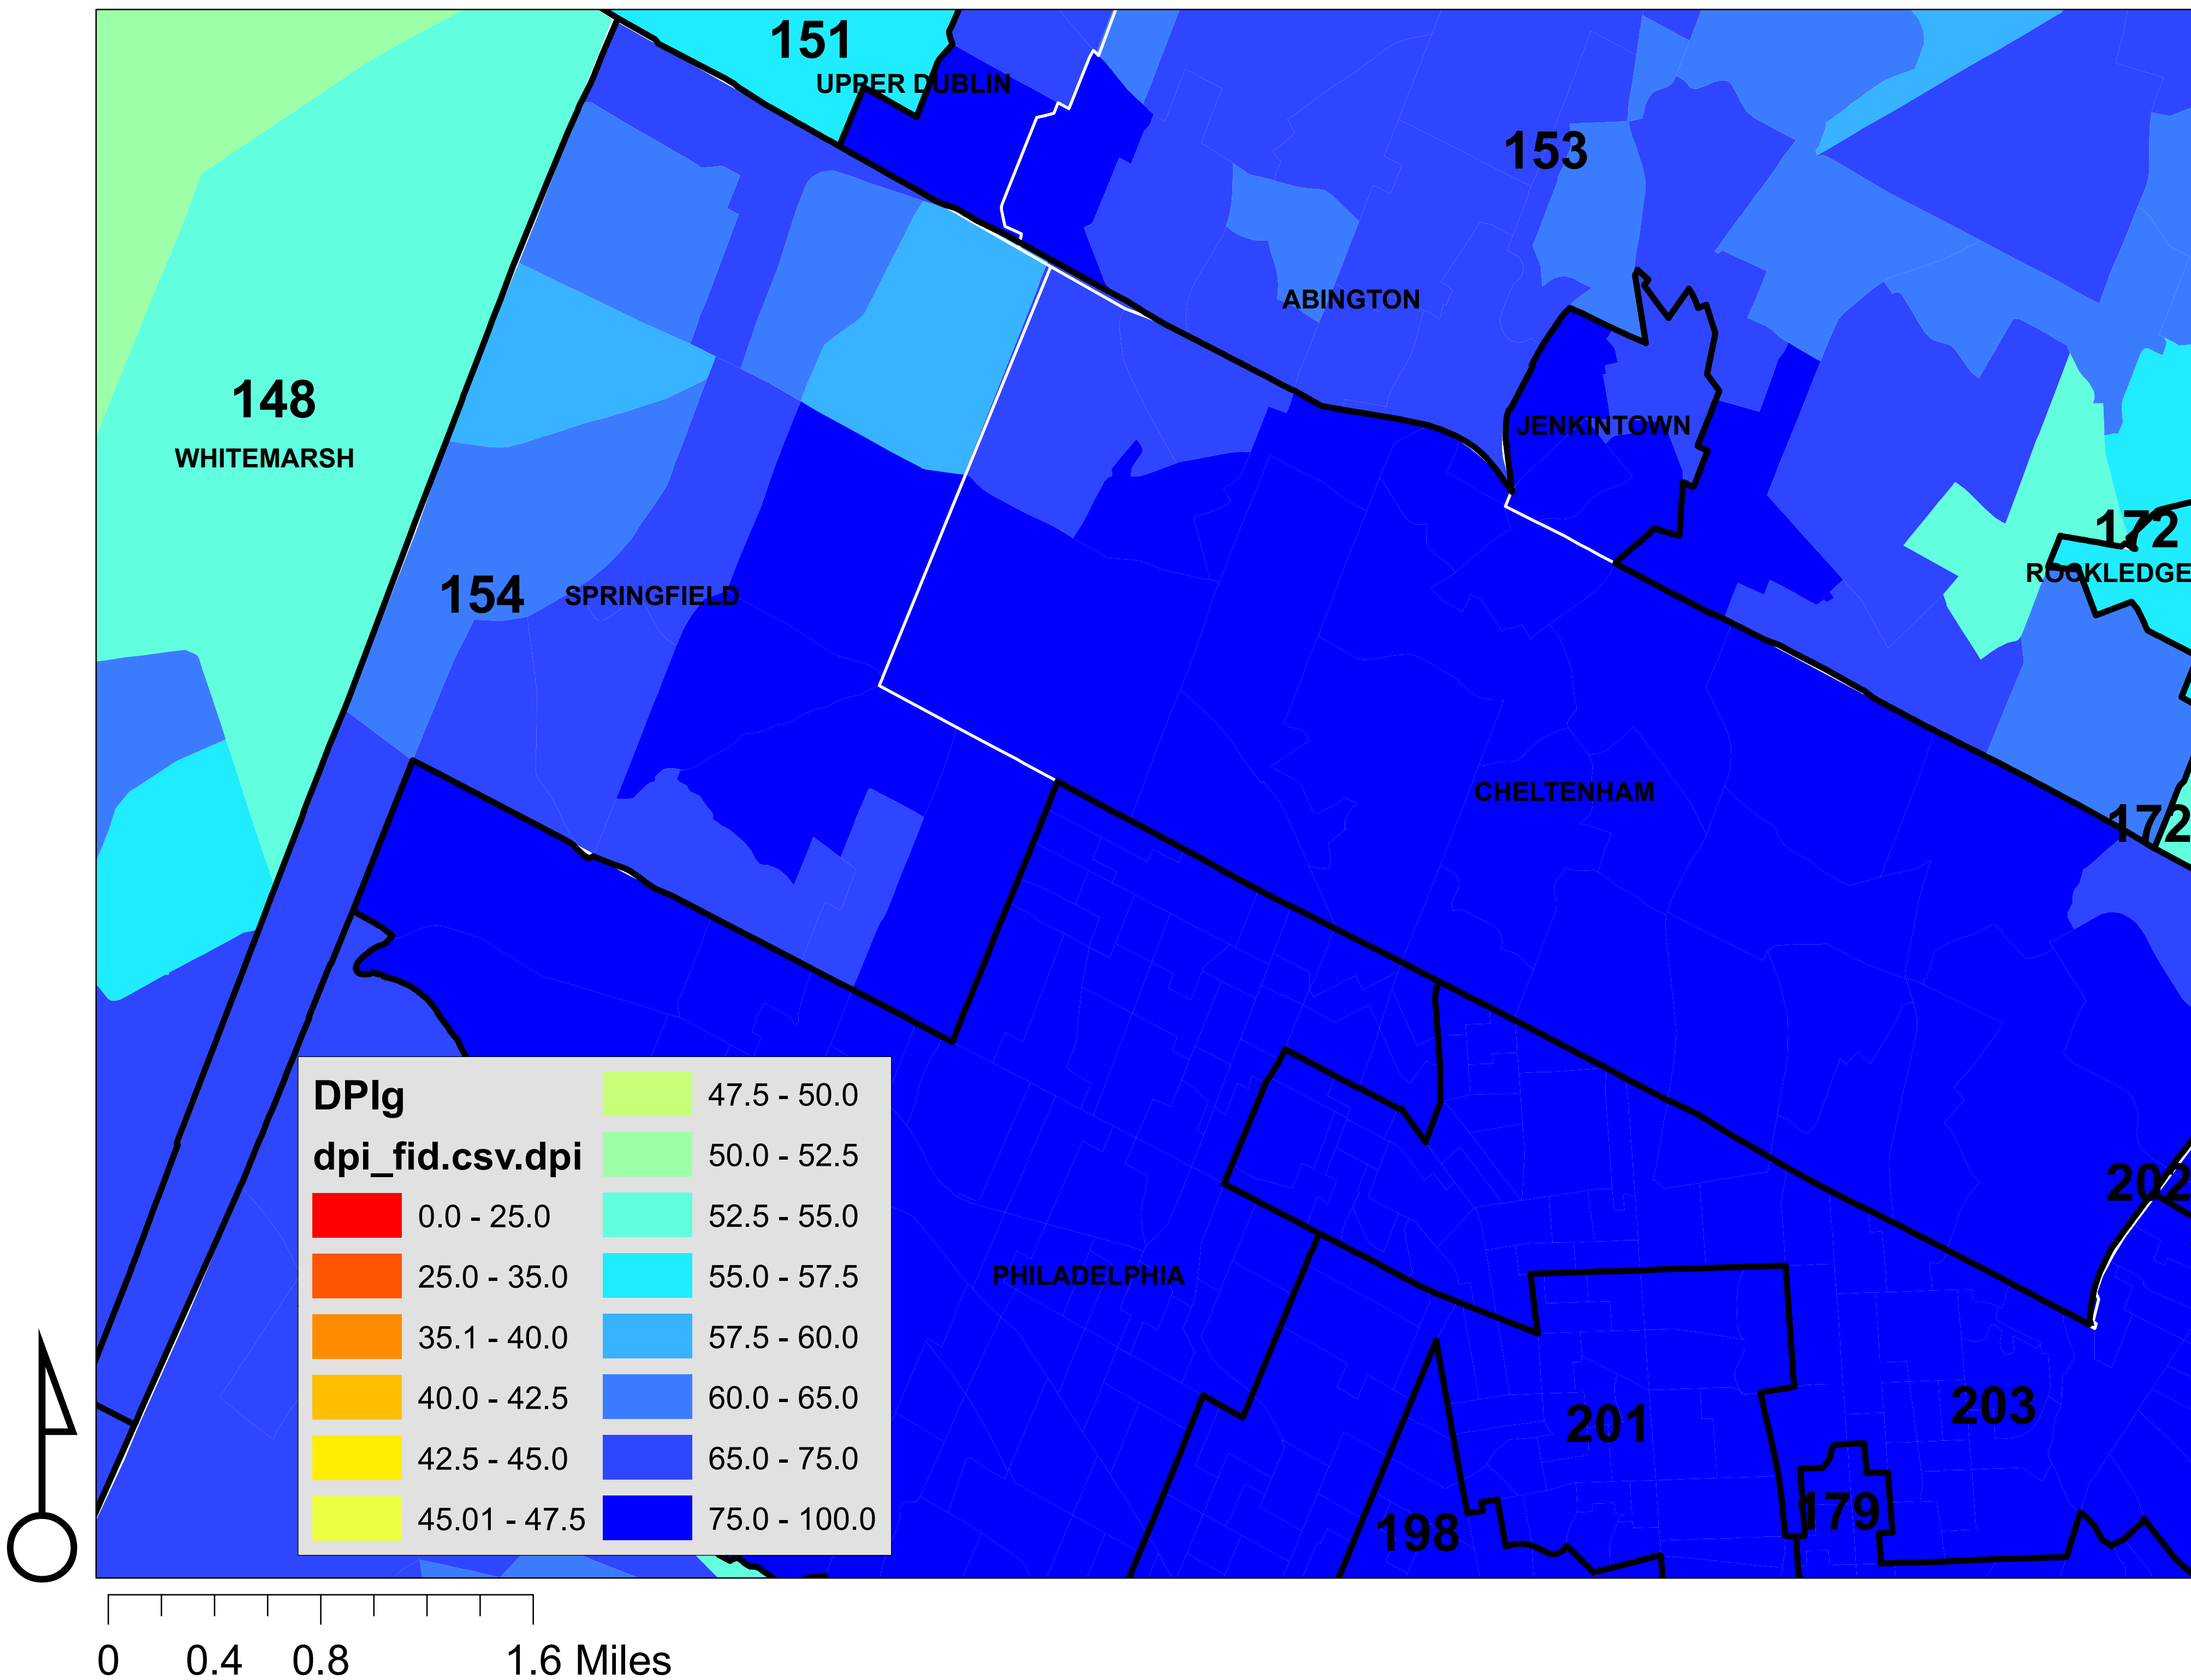 151
UPPER DUBLIN
153
ABINGTON
148
WHITEMARSH
JENKINTOWN
172
ROCKLEDGE
154
SPRINGFIELD
CHELTENHAM
172
202
PHILADELPHIA
201
203
179
198
DPIg
dpi_fid.csv.dpi
0.0 - 25.0
25.0 - 35.0
35.1 - 40.0
40.0 - 42.5
42.5 - 45.0
45.01 - 47.5
47.5 - 50.0
50.0 - 52.5
52.5 - 55.0
55.0 - 57.5
57.5 - 60.0
60.0 - 65.0
65.0 - 75.0
75.0 - 100.0
0 0.4 0.8 1.6 Miles